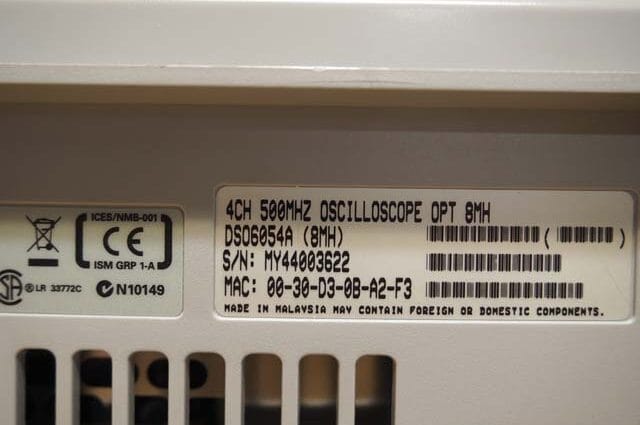 ICES/NMB-001
CE
ISM GRP 1-A
® LR 33772C
N10149
4CH 500MHZ OSCILLOSCOPE OPT 8MH
DSO6054A (8MH)
( )
S/N: MY44003622
MAC: 00-30-D3-0B-A2-F3
MADE IN MALAYSIA MAY CONTAIN FOREIGN OR DOMESTIC COMPONENTS.